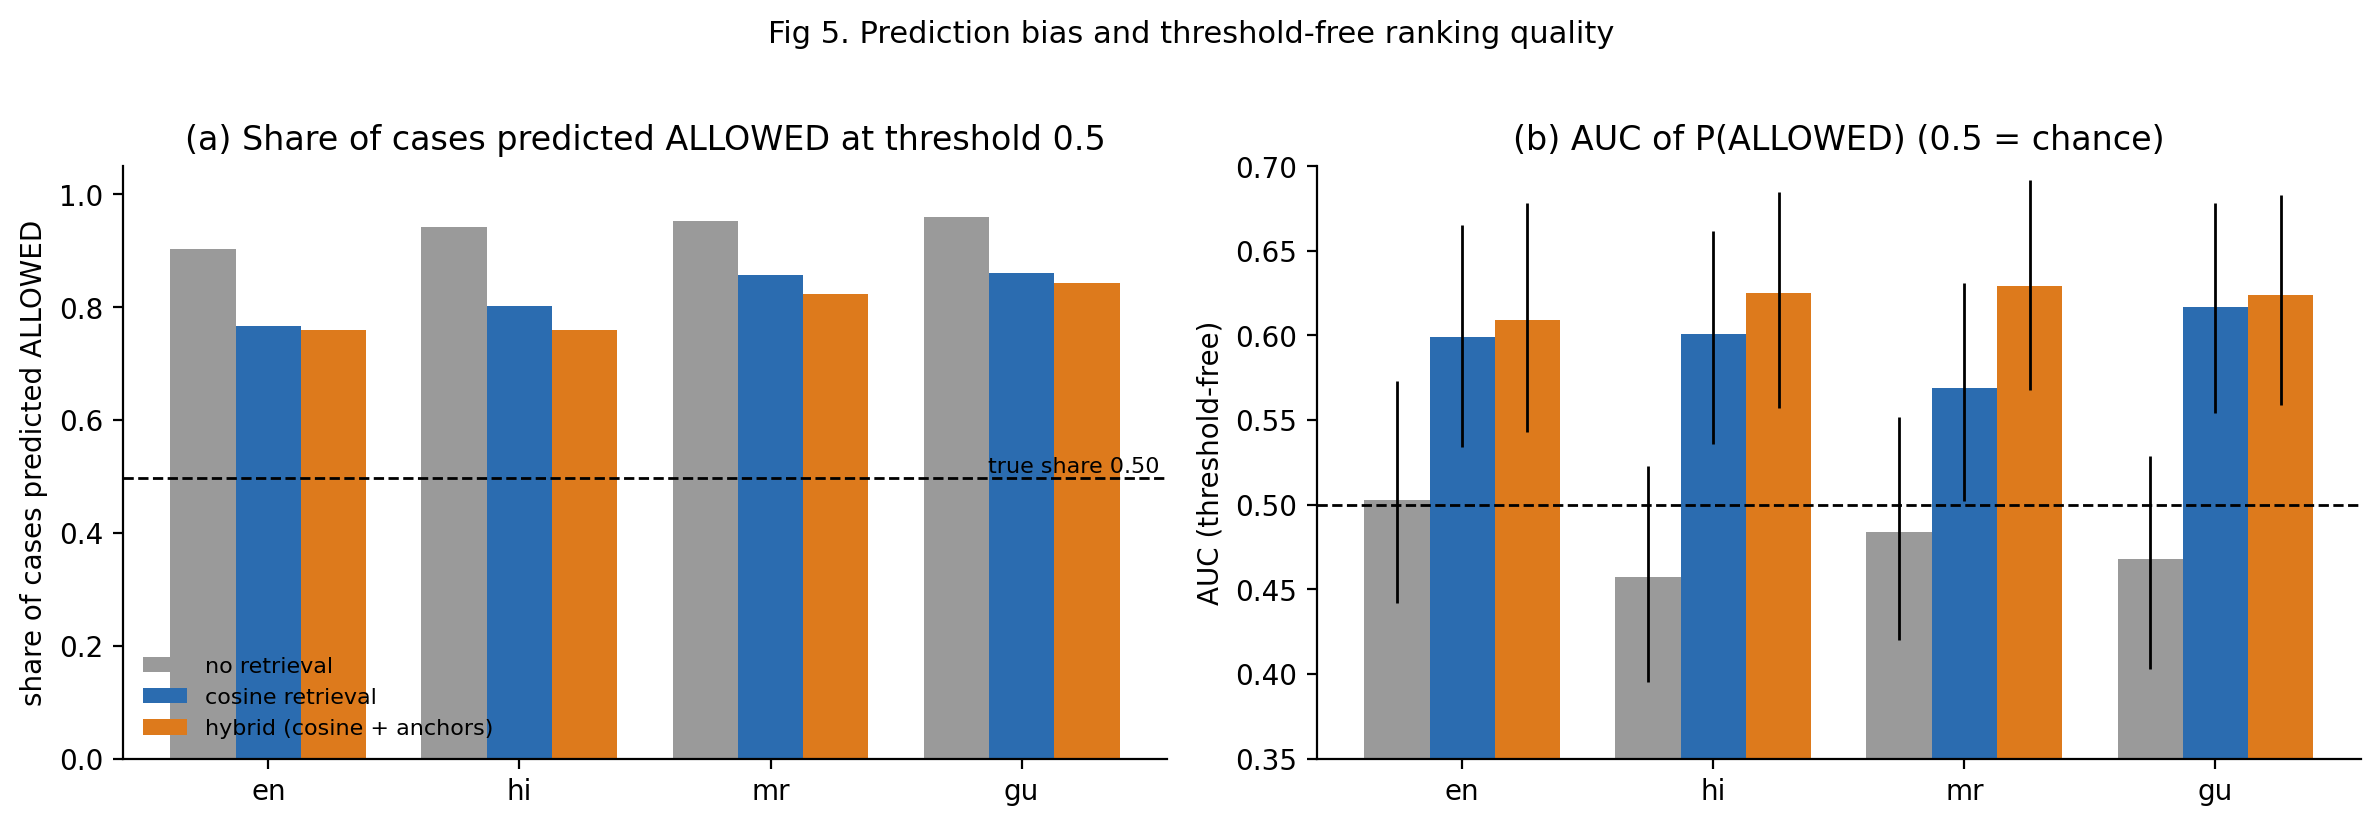 Fig 5. Prediction bias and threshold-free ranking quality
(a) Share of cases predicted ALLOWED at threshold 0.5
share of cases predicted ALLOWED
1.0
0.8
0.6
0.4
0.2
0.0
true share 0.50
no retrieval
cosine retrieval
hybrid (cosine + anchors)
en hi mr gu
(b) AUC of P(ALLOWED) (0.5 = chance)
AUC (threshold-free)
0.70
0.65
0.60
0.55
0.50
0.45
0.40
0.35
en hi mr gu